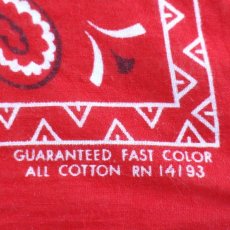 GUARANTEED FAST COLOR
ALL COTTON RN 14193